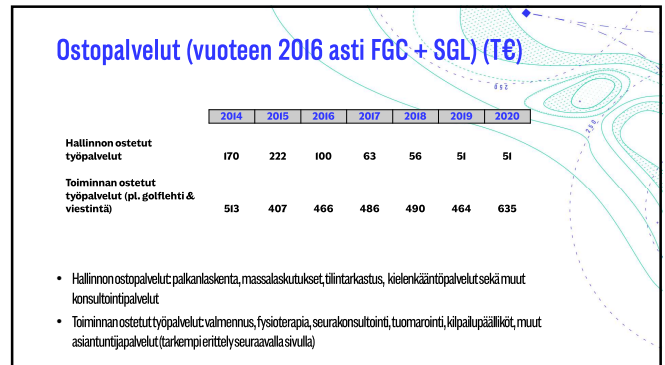 Ostopalvelut (vuoteen 2016 asti FGC + SGL) (T€)
2014 2015 2016 2017 2018 2019 2020
Hallinnon ostetut
työpalvelut 170 222 100 63 56 51 51
Toiminnan ostetut
työpalvelut (pl. golflehti &
viestintä) 513 407 466 486 490 464 635
• Hallinnon ostopalvelut: palkanlaskenta, massalaskutukset, tilintarkastus, kielenkääntöpalvelut sekä muut
konsultointipalvelut
• Toiminnan ostetut työpalvelut: valmennus, fysioterapia, seurakonsultointi, tuomarointi, kilpailupäälliköt, muut
asiantuntijapalvelut (tarkempi erittely seuraavalla sivulla)
250